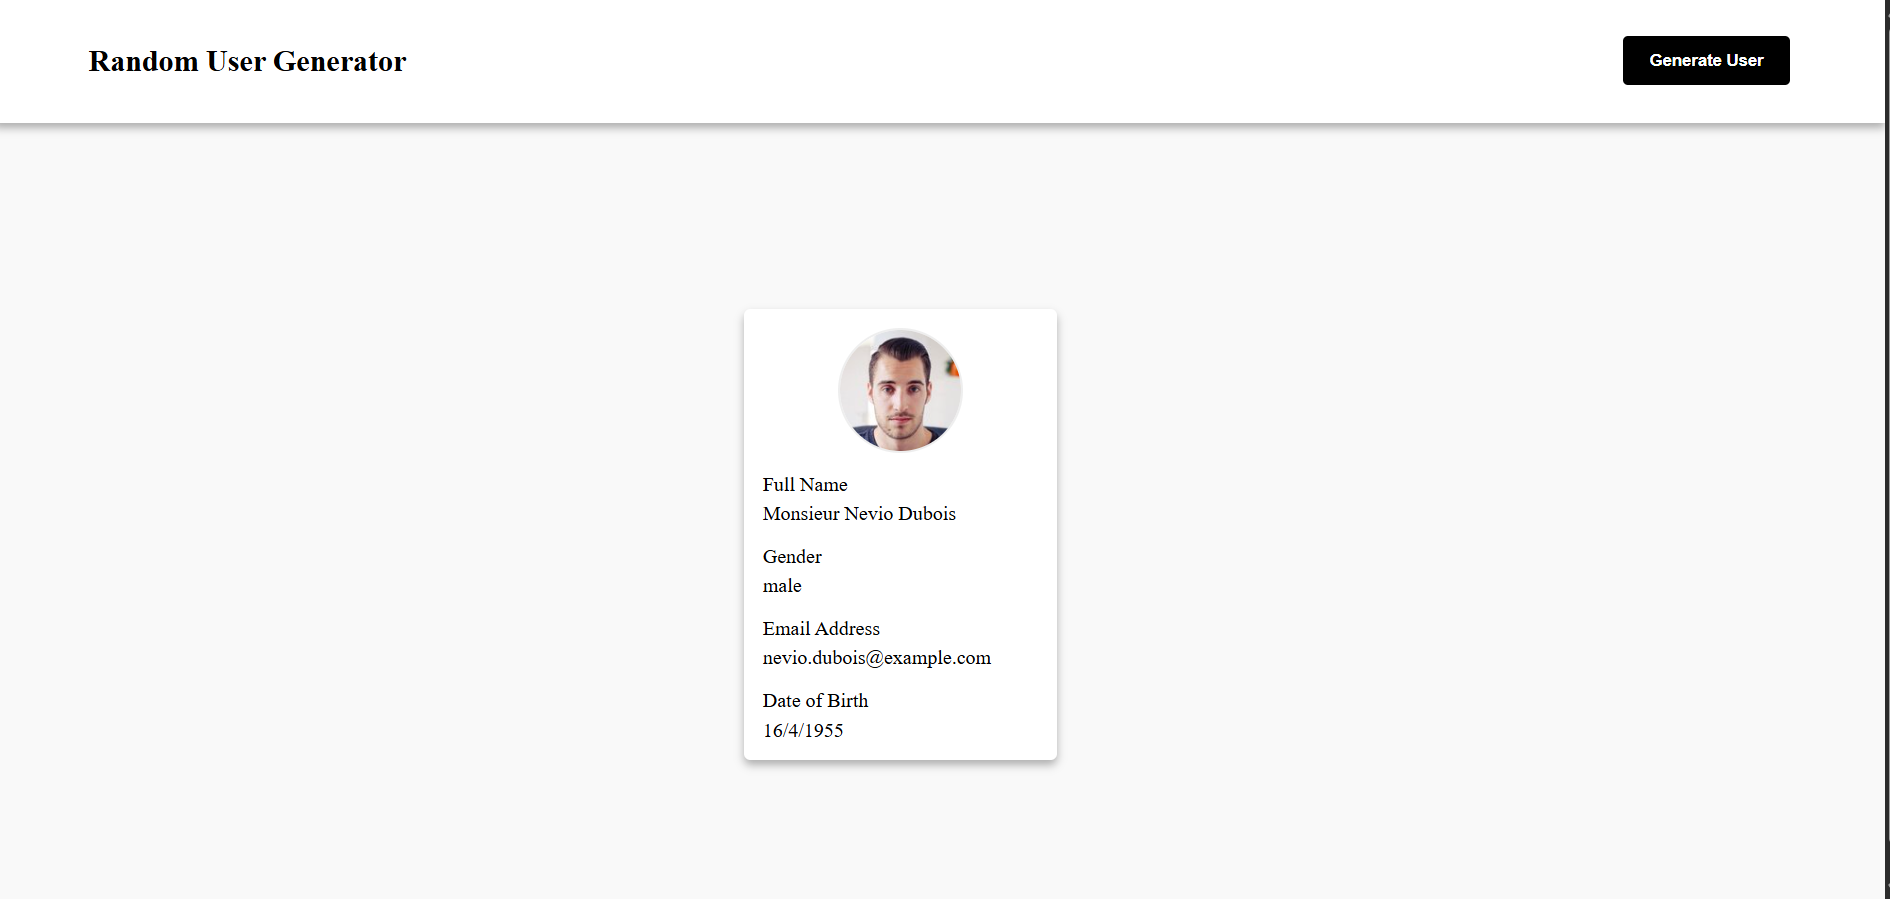 Random User Generator
Generate User
Full Name
Monsieur Nevio Dubois
Gender
male
Email Address
nevio.dubois@example.com
Date of Birth
16/4/1955